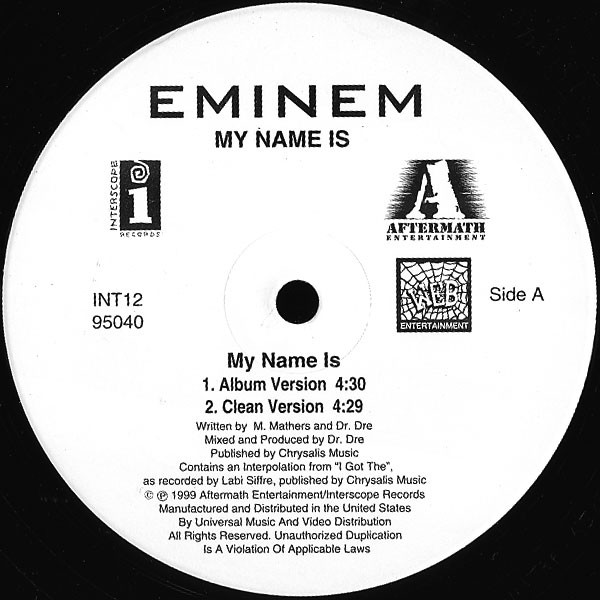 EMINEM
MY NAME IS
INTERSCOPE
i
RECORDS
A
AFTERMATH
ENTERTAINMENT
INT12
95040
WEB
ENTERTAINMENT
Side A
My Name Is
1. Album Version 4:30
2. Clean Version 4:29
Written by M. Mathers and Dr. Dre
Mixed and Produced by Dr. Dre
Published by Chrysalis Music
Contains an Interpolation from "I Got The",
as recorded by Labi Siffre, published by Chrysalis Music
© ℗ 1999 Aftermath Entertainment/Interscope Records
Manufactured and Distributed in the United States
By Universal Music And Video Distribution
All Rights Reserved. Unauthorized Duplication
Is A Violation Of Applicable Laws